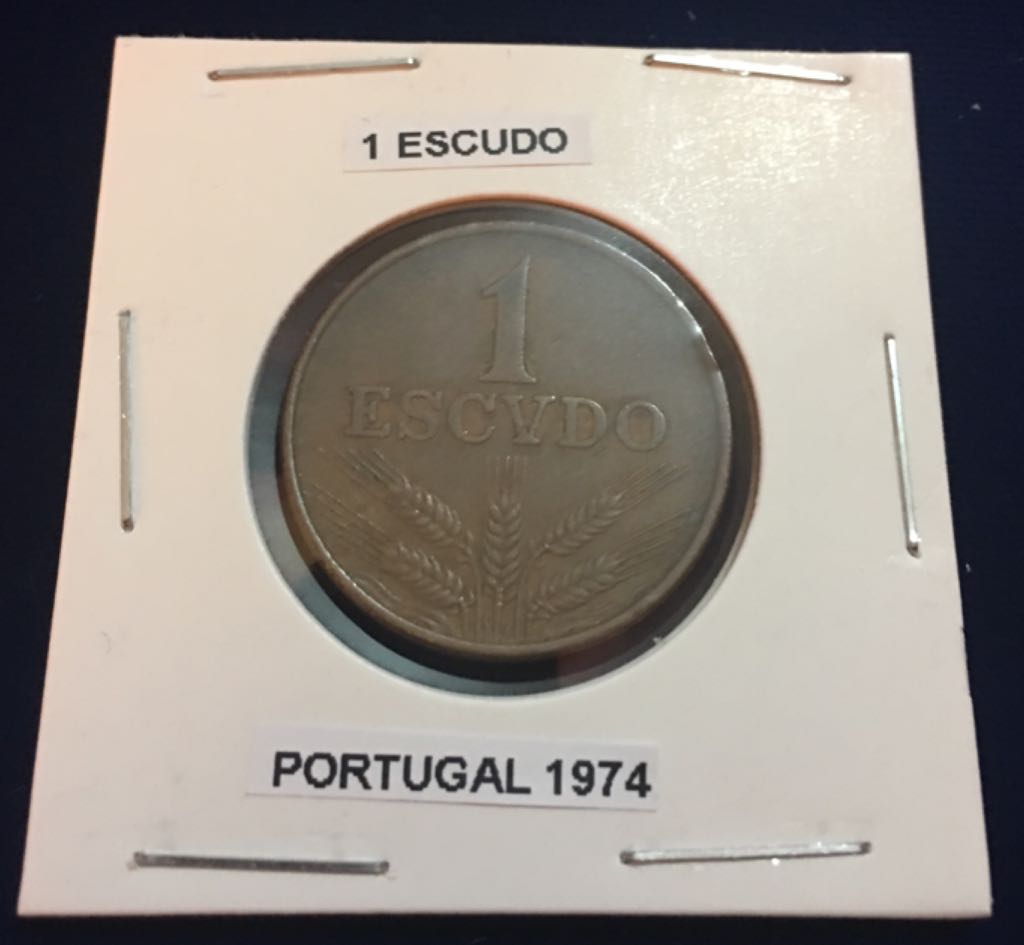 1 ESCUDO
1
ESCVDO
PORTUGAL 1974